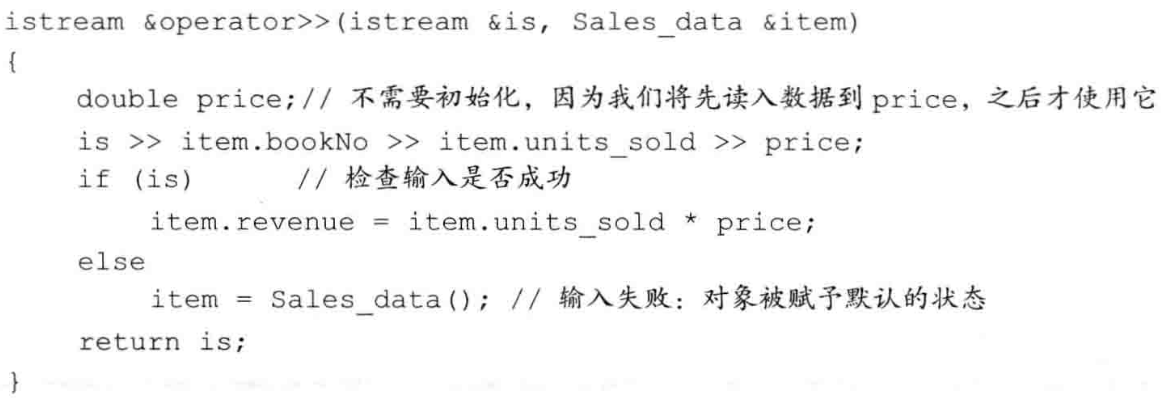 istream &operator>>(istream &is, Sales_data &item)
{
    double price;// 不需要初始化，因为我们将先读入数据到 price，之后才使用它
    is >> item.bookNo >> item.units_sold >> price;
    if (is)        // 检查输入是否成功
        item.revenue = item.units_sold * price;
    else
        item = Sales_data(); // 输入失败：对象被赋予默认的状态
    return is;
}